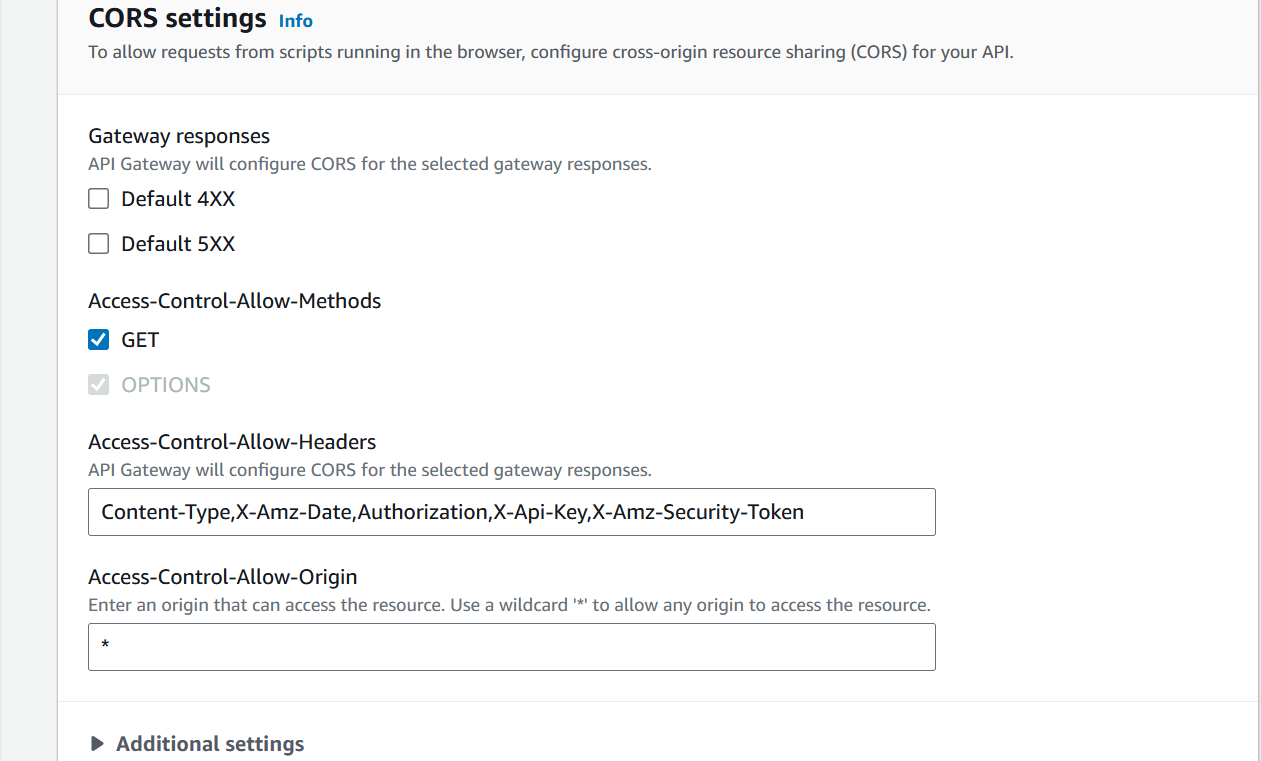 CORS settings Info
To allow requests from scripts running in the browser, configure cross-origin resource sharing (CORS) for your API.
Gateway responses
API Gateway will configure CORS for the selected gateway responses.
Default 4XX
Default 5XX
Access-Control-Allow-Methods
GET
OPTIONS
Access-Control-Allow-Headers
API Gateway will configure CORS for the selected gateway responses.
Content-Type,X-Amz-Date,Authorization,X-Api-Key,X-Amz-Security-Token
Access-Control-Allow-Origin
Enter an origin that can access the resource. Use a wildcard '*' to allow any origin to access the resource.
*
Additional settings